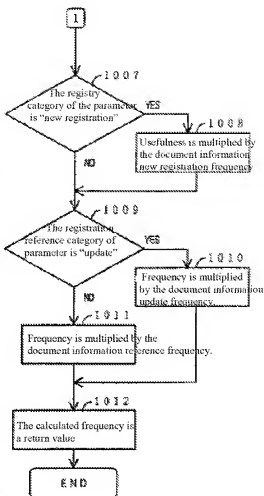 1
1007
The registry
category of the parameter
is "new registration"
YES
1008
Usefulness is multiplied by
the document information
new registration frequency
NO
1009
The registration
reference category of
parameter is "update"
YES
1010
Frequency is multiplied
by the document information
update frequency.
NO
1011
Frequency is multiplied by the
document information reference frequency.
1012
The calculated frequency is
a return value
END